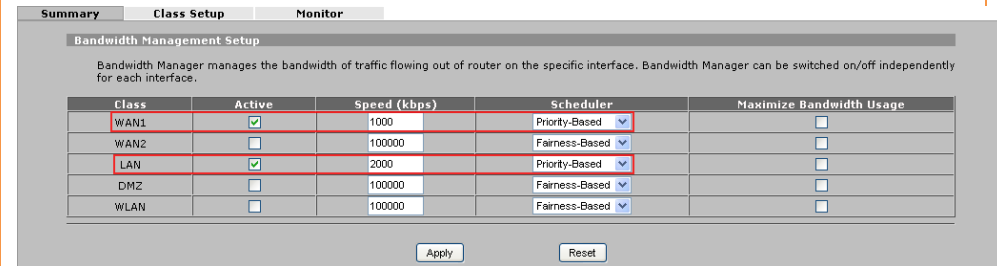 Summary Class Setup Monitor
Bandwidth Management Setup
Bandwidth Manager manages the bandwidth of traffic flowing out of router on the specific interface. Bandwidth Manager can be switched on/off independently
for each interface.
Class Active Speed (kbps) Scheduler Maximize Bandwidth Usage
WAN1 1000 Priority-Based
WAN2 100000 Fairness-Based
LAN 2000 Priority-Based
DMZ 100000 Fairness-Based
WLAN 100000 Fairness-Based
Apply Reset